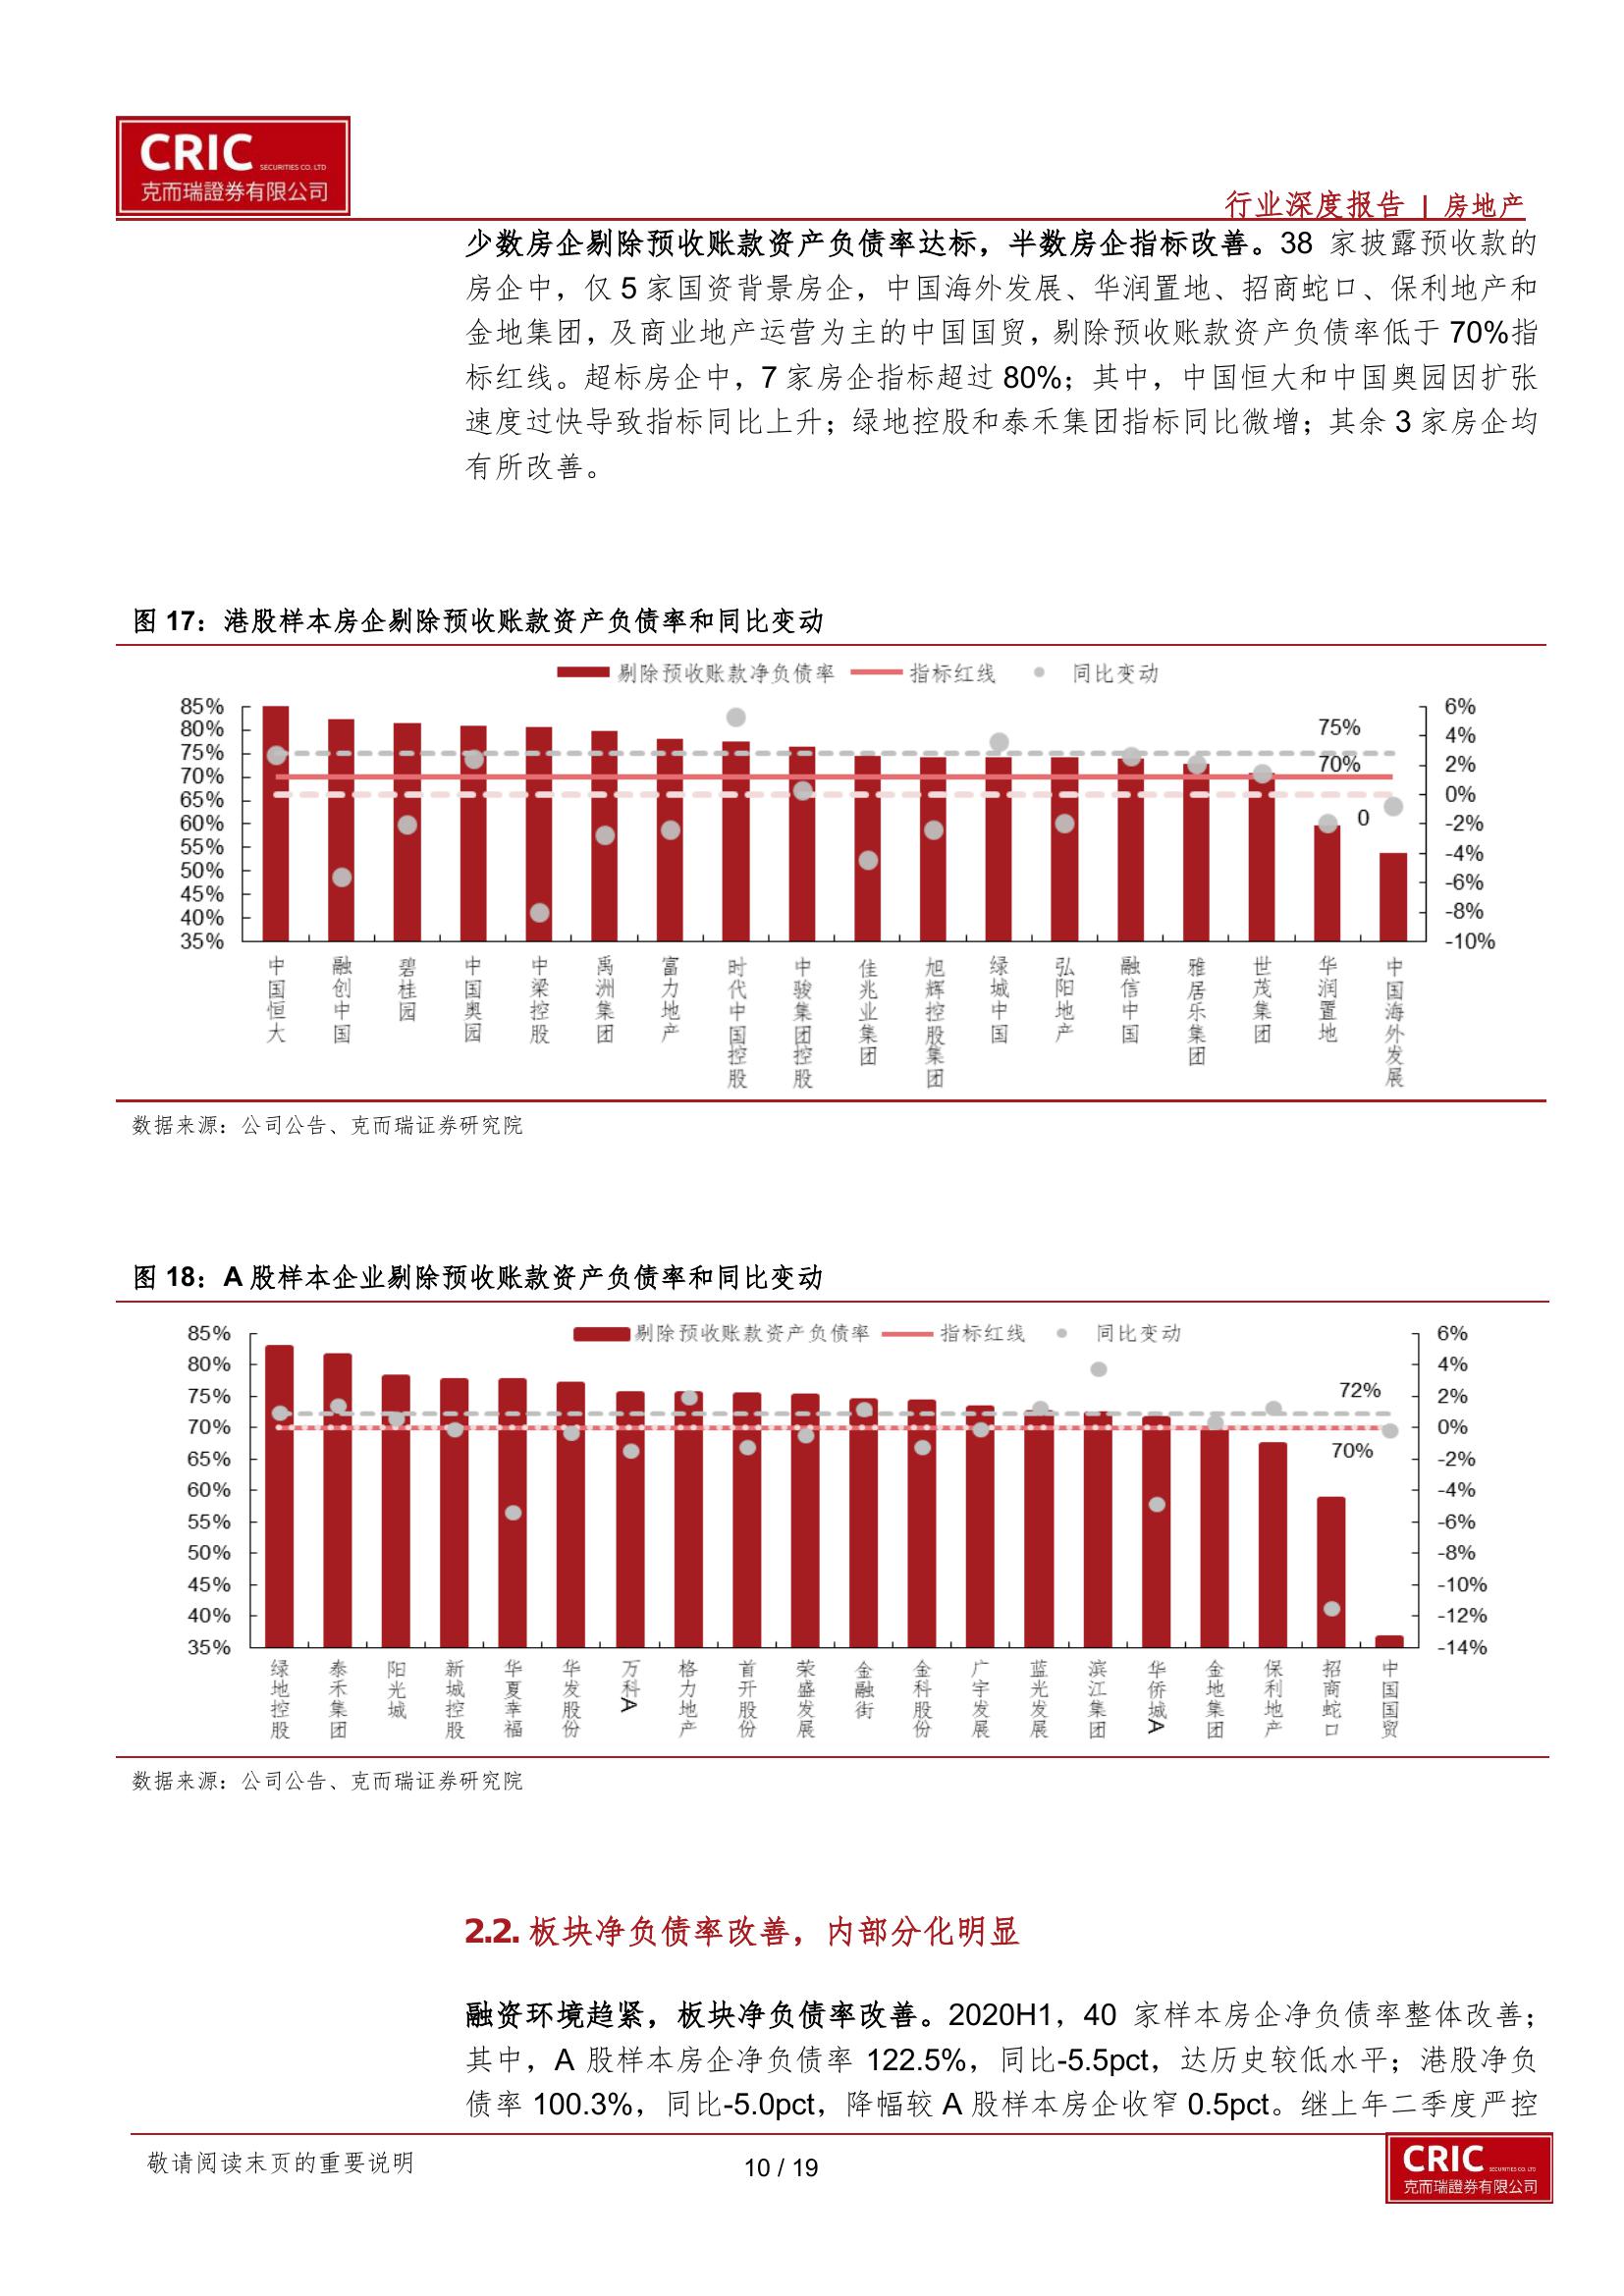 CRIC SECURITIES CO. LTD
克而瑞證券有限公司
行业深度报告 | 房地产
少数房企剔除预收账款资产负债率达标，半数房企指标改善。38 家披露预收款的
房企中，仅 5 家国资背景房企，中国海外发展、华润置地、招商蛇口、保利地产和
金地集团，及商业地产运营为主的中国国贸，剔除预收账款资产负债率低于 70%指
标红线。超标房企中，7 家房企指标超过 80%；其中，中国恒大和中国奥园因扩张
速度过快导致指标同比上升；绿地控股和泰禾集团指标同比微增；其余 3 家房企均
有所改善。
图 17：港股样本房企剔除预收账款资产负债率和同比变动
剔除预收账款净负债率 指标红线 同比变动
85% 6%
80% 75% 4%
75% 2%
70% 70% 0%
65% 0 -2%
60% -4%
55% -6%
50% -8%
45% -10%
40%
35%
中国恒大
融创中国
碧桂园
中国奥园
中梁控股
禹洲集团
富力地产
时代中国控股
中骏集团控股
佳兆业集团
旭辉控股集团
绿城中国
弘阳地产
融信中国
雅居乐集团
世茂集团
华润置地
中国海外发展
数据来源：公司公告、克而瑞证券研究院
图 18：A 股样本企业剔除预收账款资产负债率和同比变动
剔除预收账款资产负债率 指标红线 同比变动
85% 6%
80% 4%
75% 72% 2%
70% 0%
65% 70% -2%
60% -4%
55% -6%
50% -8%
45% -10%
40% -12%
35% -14%
绿地控股
泰禾集团
阳光城
新城控股
华夏幸福
华发股份
万科A
格力地产
首开股份
荣盛发展
金融街
金科股份
广宇发展
蓝光发展
滨江集团
华侨城A
金地集团
保利地产
招商蛇口
中国国贸
数据来源：公司公告、克而瑞证券研究院
2.2. 板块净负债率改善，内部分化明显
融资环境趋紧，板块净负债率改善。2020H1，40 家样本房企净负债率整体改善；
其中，A 股样本房企净负债率 122.5%，同比-5.5pct，达历史较低水平；港股净负
债率 100.3%，同比-5.0pct，降幅较 A 股样本房企收窄 0.5pct。继上年二季度严控
敬请阅读末页的重要说明
10 / 19
CRIC SECURITIES CO. LTD
克而瑞證券有限公司